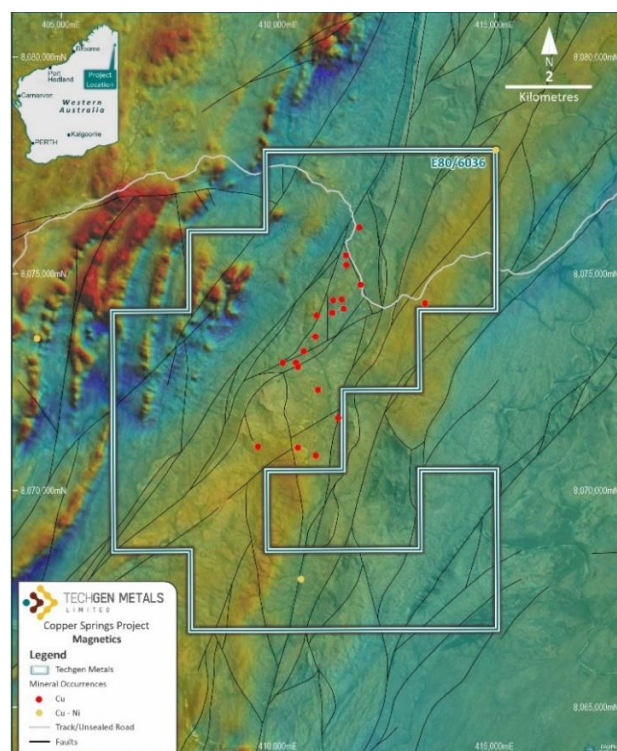 405,000mE
410,000mE
415,000mE
8,080,000mN
8,080,000mN
Broome
Port
Hedland
Project
Location
Carnarvon
Western
Australia
Kalgoorlie
PERTH
N
2
Kilometres
E80/6036
8,075,000mN
8,075,000mN
8,070,000mN
8,070,000mN
8,065,000mN
TECHGEN METALS
LIMITED
Copper Springs Project
Magnetics
Legend
Techgen Metals
Mineral Occurrences
Cu
Cu - Ni
Track/Unsealed Road
Faults
410,000mE
415,000mE